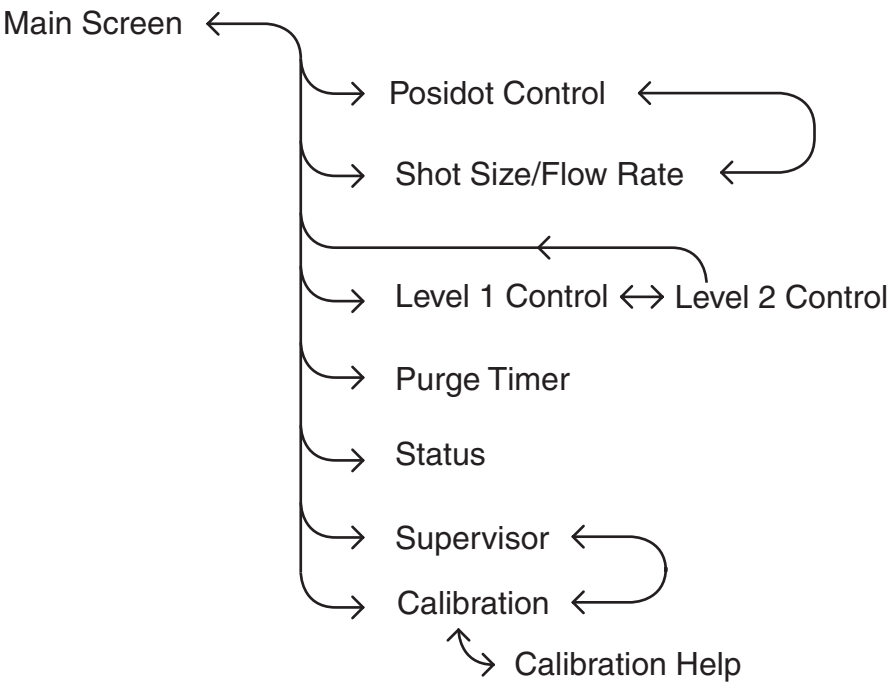 Main Screen
Posidot Control
Shot Size/Flow Rate
Level 1 Control
Level 2 Control
Purge Timer
Status
Supervisor
Calibration
Calibration Help